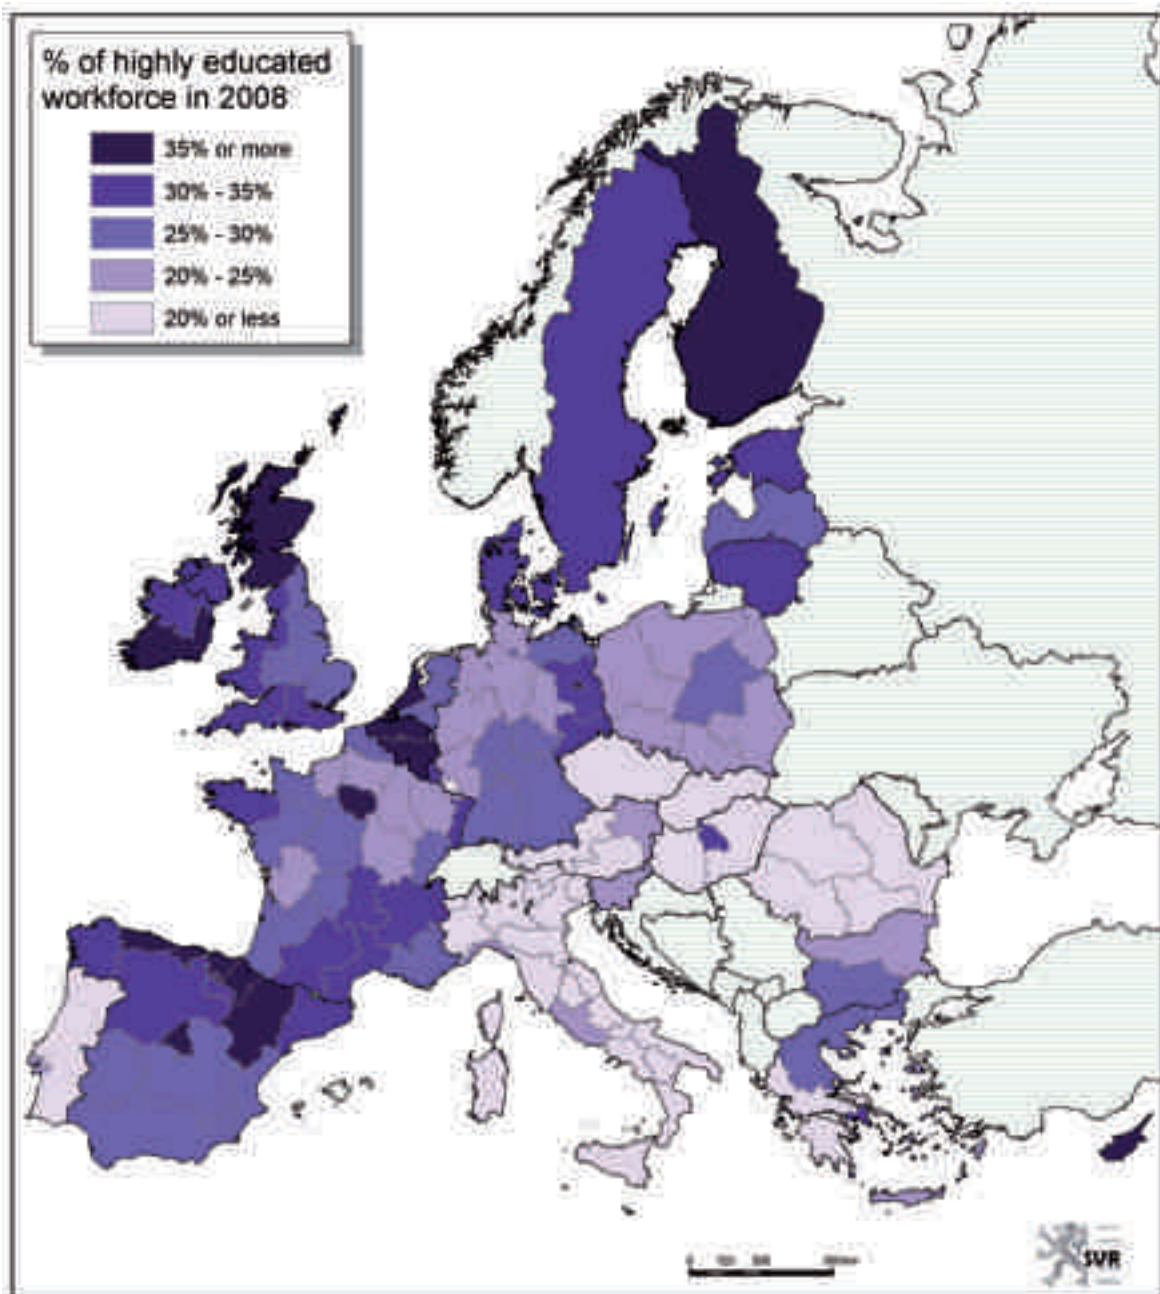 % of highly educated
workforce in 2008
35% or more
30% - 35%
25% - 30%
20% - 25%
20% or less
SVR